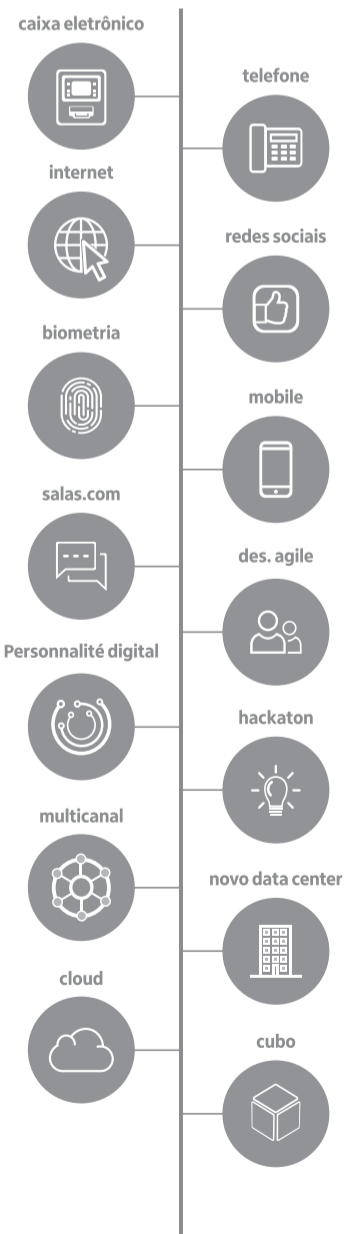 caixa eletrônico
telefone
internet
redes sociais
biometria
mobile
salas.com
des. agile
Personnalité digital
hackaton
multicanal
novo data center
cloud
cubo